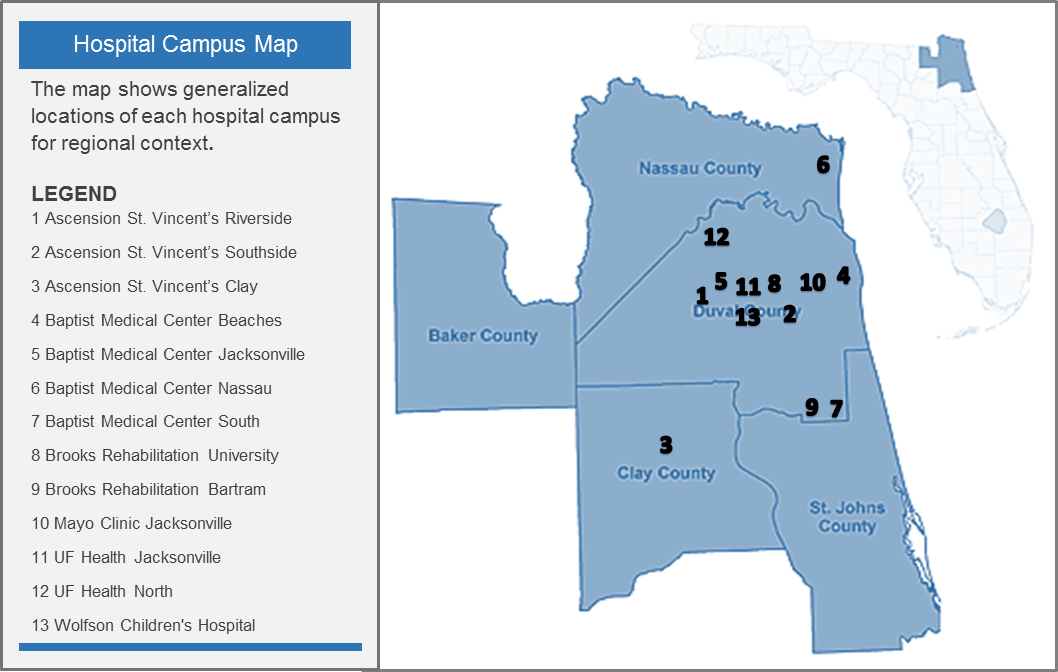 Hospital Campus Map
The map shows generalized
locations of each hospital campus
for regional context.
LEGEND
1 Ascension St. Vincent’s Riverside
2 Ascension St. Vincent’s Southside
3 Ascension St. Vincent’s Clay
4 Baptist Medical Center Beaches
5 Baptist Medical Center Jacksonville
6 Baptist Medical Center Nassau
7 Baptist Medical Center South
8 Brooks Rehabilitation University
9 Brooks Rehabilitation Bartram
10 Mayo Clinic Jacksonville
11 UF Health Jacksonville
12 UF Health North
13 Wolfson Children's Hospital
Nassau County
6
12
5 11 8 10 4
1
Duval County
13 2
Baker County
9 7
3
Clay County
St. Johns
County